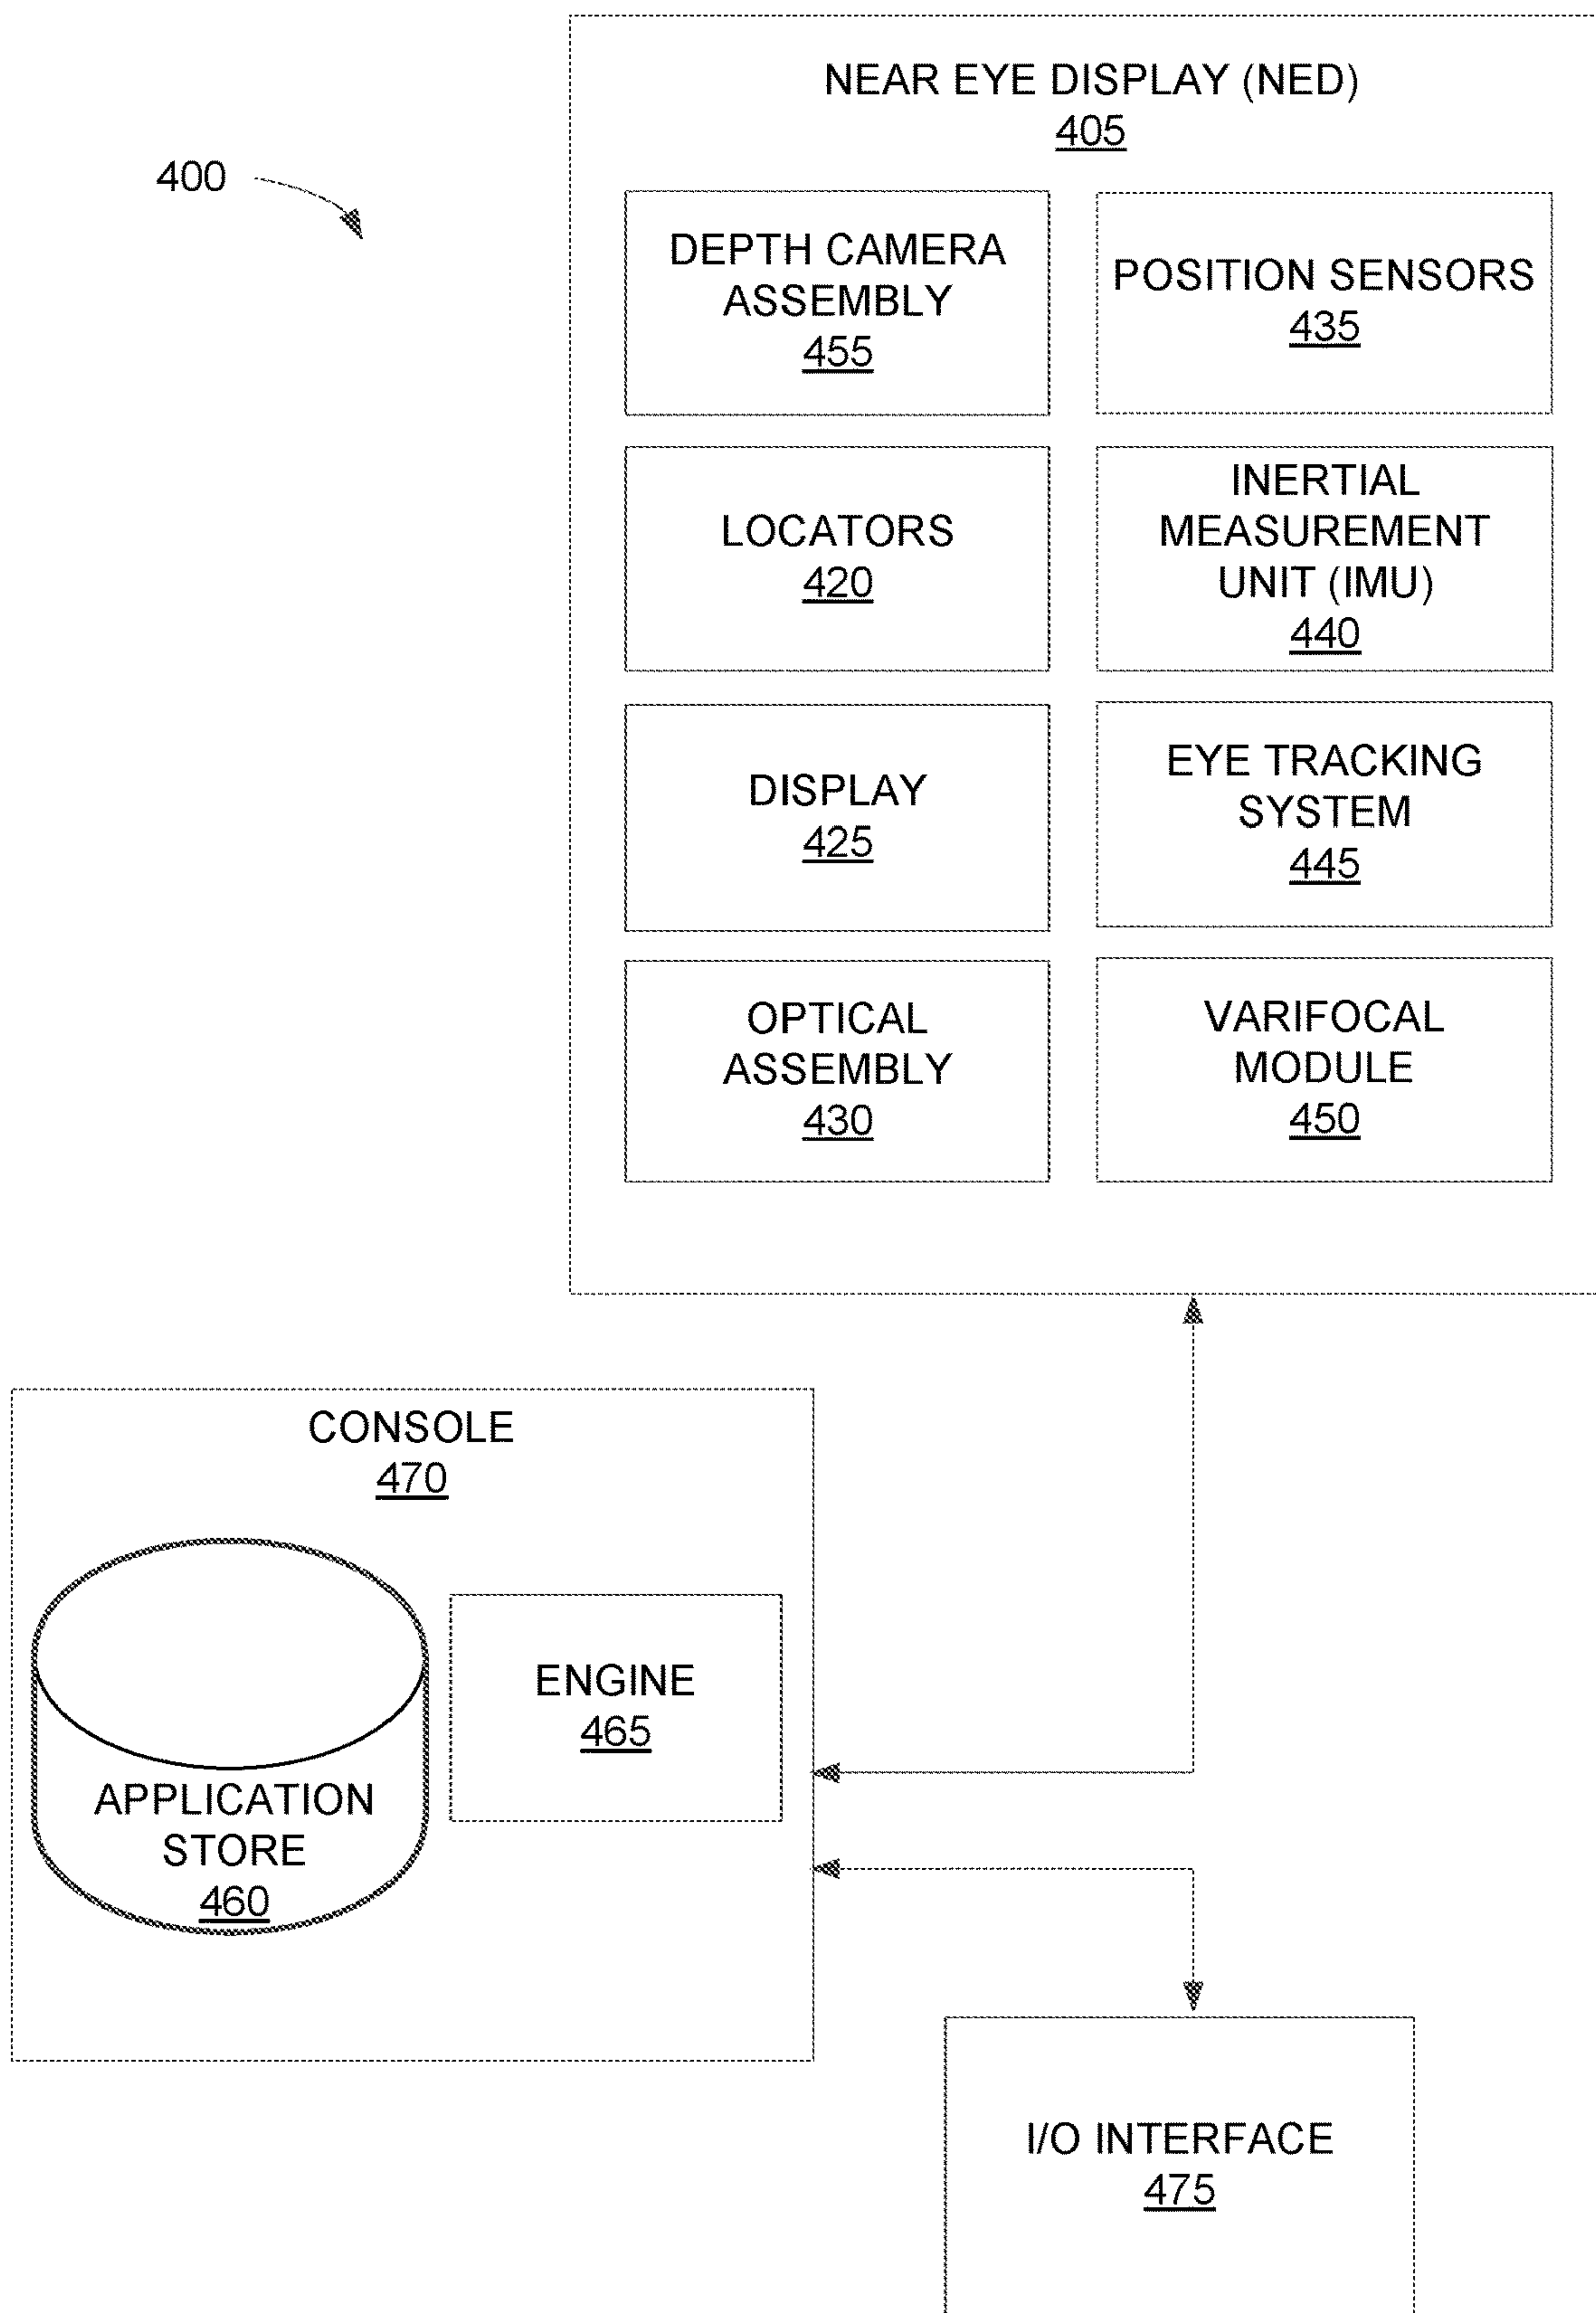 NEAR EYE DISPLAY (NED)
405
400
DEPTH CAMERA
ASSEMBLY
455
POSITION SENSORS
435
LOCATORS
420
INERTIAL
MEASUREMENT
UNIT (IMU)
440
DISPLAY
425
EYE TRACKING
SYSTEM
445
OPTICAL
ASSEMBLY
430
VARIFOCAL
MODULE
450
CONSOLE
470
ENGINE
465
APPLICATION
STORE
460
I/O INTERFACE
475